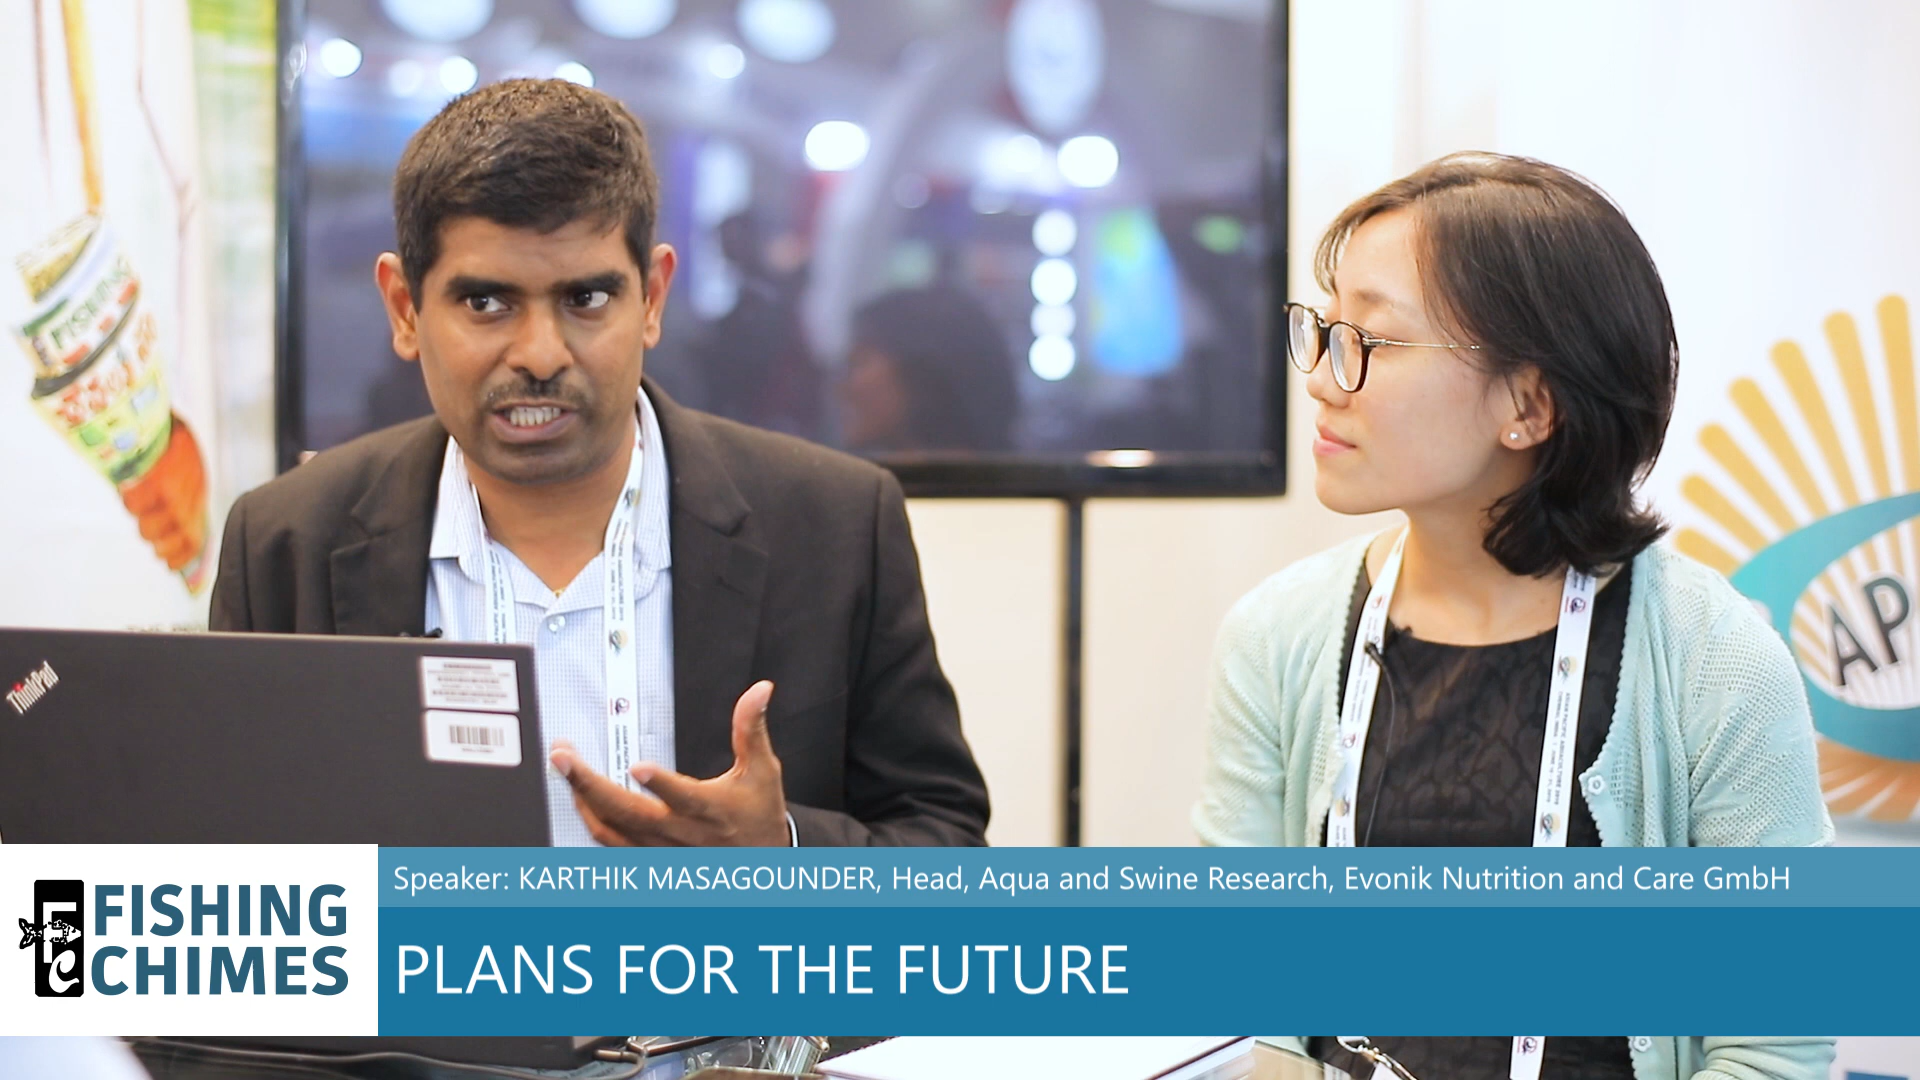 FISHING
ThinkPad
AP
FISHING
CHIMES
Speaker: KARTHIK MASAGOUNDER, Head, Aqua and Swine Research, Evonik Nutrition and Care GmbH
PLANS FOR THE FUTURE